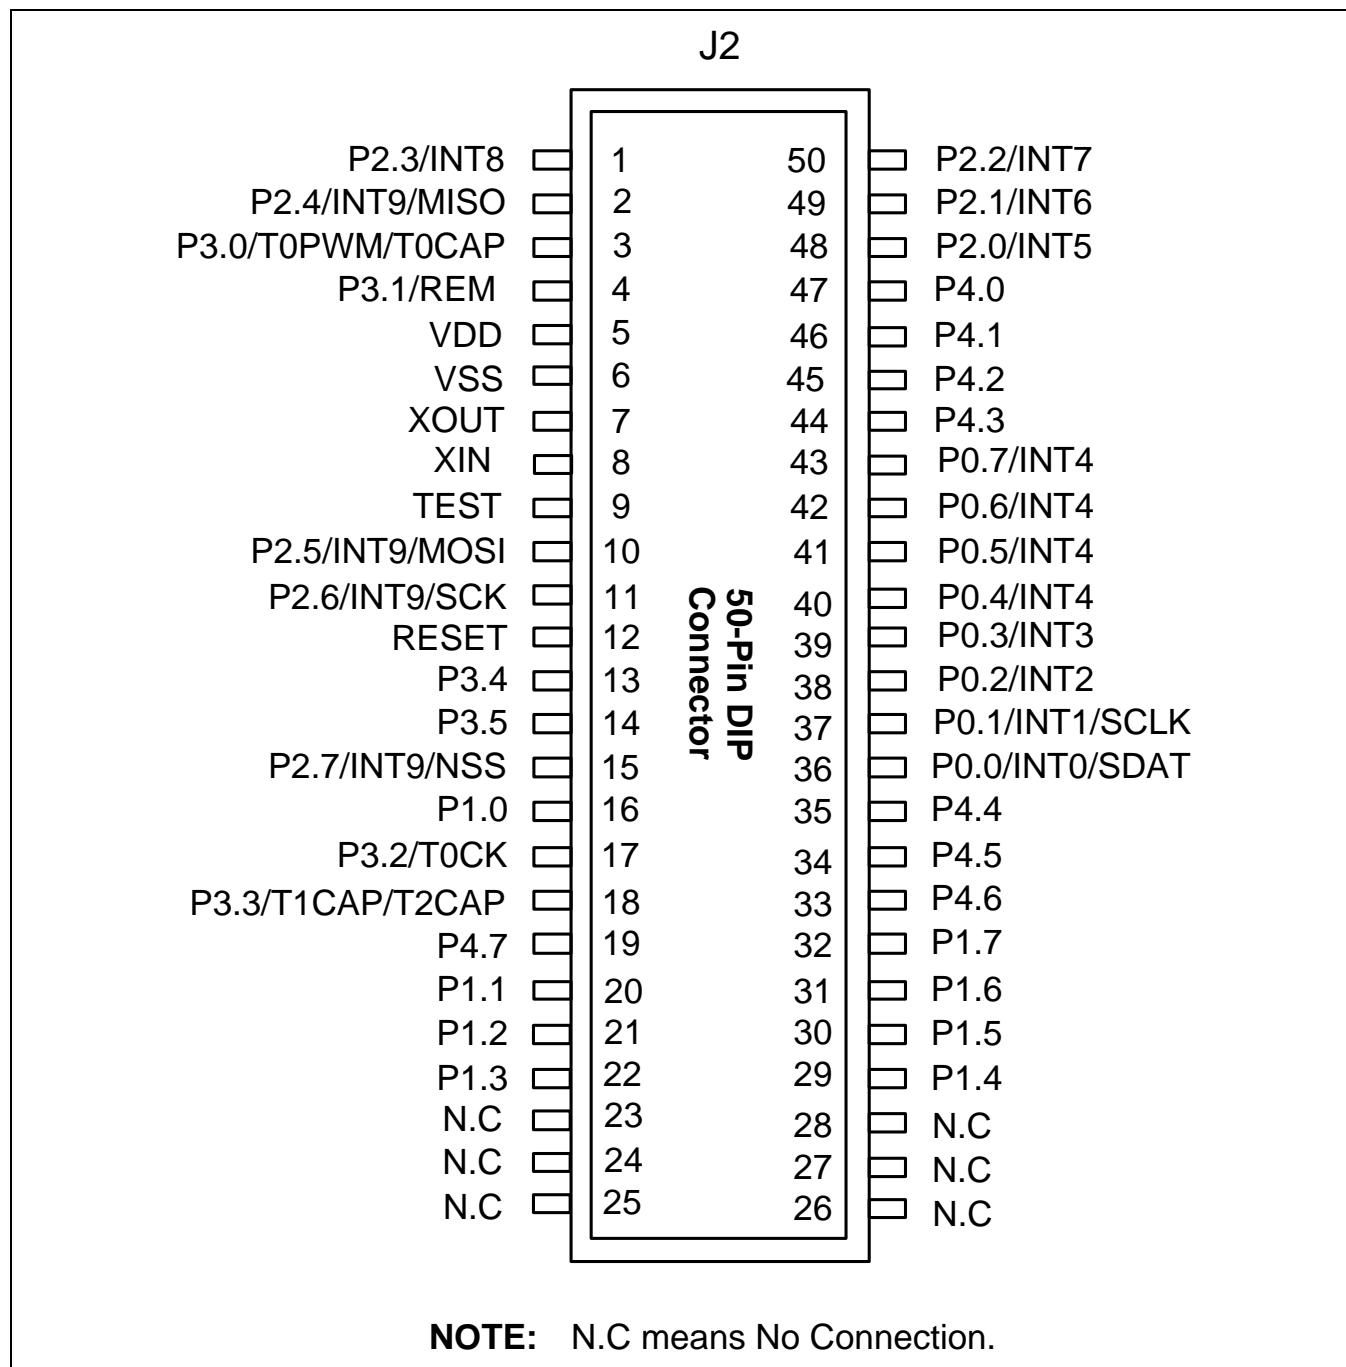 J2
P2.3/INT8 1 50 P2.2/INT7
P2.4/INT9/MISO 2 49 P2.1/INT6
P3.0/T0PWM/T0CAP 3 48 P2.0/INT5
P3.1/REM 4 47 P4.0
VDD 5 46 P4.1
VSS 6 45 P4.2
XOUT 7 44 P4.3
XIN 8 43 P0.7/INT4
TEST 9 42 P0.6/INT4
P2.5/INT9/MOSI 10 41 P0.5/INT4
P2.6/INT9/SCK 11 40 P0.4/INT4
RESET 12 39 P0.3/INT3
P3.4 13 38 P0.2/INT2
P3.5 14 37 P0.1/INT1/SCLK
P2.7/INT9/NSS 15 36 P0.0/INT0/SDAT
P1.0 16 35 P4.4
P3.2/T0CK 17 34 P4.5
P3.3/T1CAP/T2CAP 18 33 P4.6
P4.7 19 32 P1.7
P1.1 20 31 P1.6
P1.2 21 30 P1.5
P1.3 22 29 P1.4
N.C 23 28 N.C
N.C 24 27 N.C
N.C 25 26 N.C
50-Pin DIP
Connector
NOTE: N.C means No Connection.